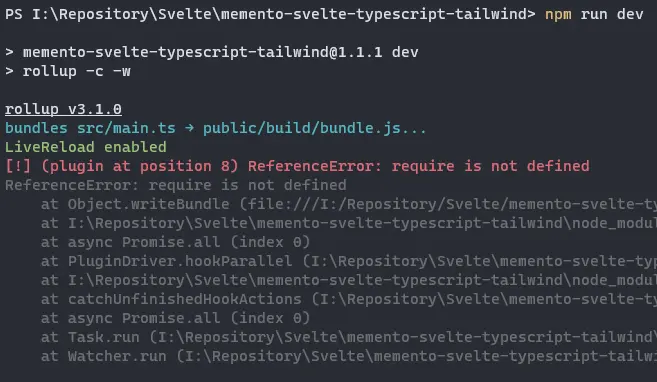 PS I:\Repository\Svelte\memento-svelte-typescript-tailwind> npm run dev
> memento-svelte-typescript-tailwind@1.1.1 dev
> rollup -c -w
rollup v3.1.0
bundles src/main.ts → public/build/bundle.js...
LiveReload enabled
[!] (plugin at position 8) ReferenceError: require is not defined
ReferenceError: require is not defined
at Object.writeBundle (file:///I:/Repository/Svelte/memento-svelte-ty
at I:\Repository\Svelte\memento-svelte-typescript-tailwind\node_modul
at async Promise.all (index 0)
at PluginDriver.hookParallel (I:\Repository\Svelte\memento-svelte-typ
at I:\Repository\Svelte\memento-svelte-typescript-tailwind\node_modul
at catchUnfinishedHookActions (I:\Repository\Svelte\memento-svelte-ty
at async Promise.all (index 0)
at Task.run (I:\Repository\Svelte\memento-svelte-typescript-tailwind\
at Watcher.run (I:\Repository\Svelte\memento-svelte-typescript-tailwi